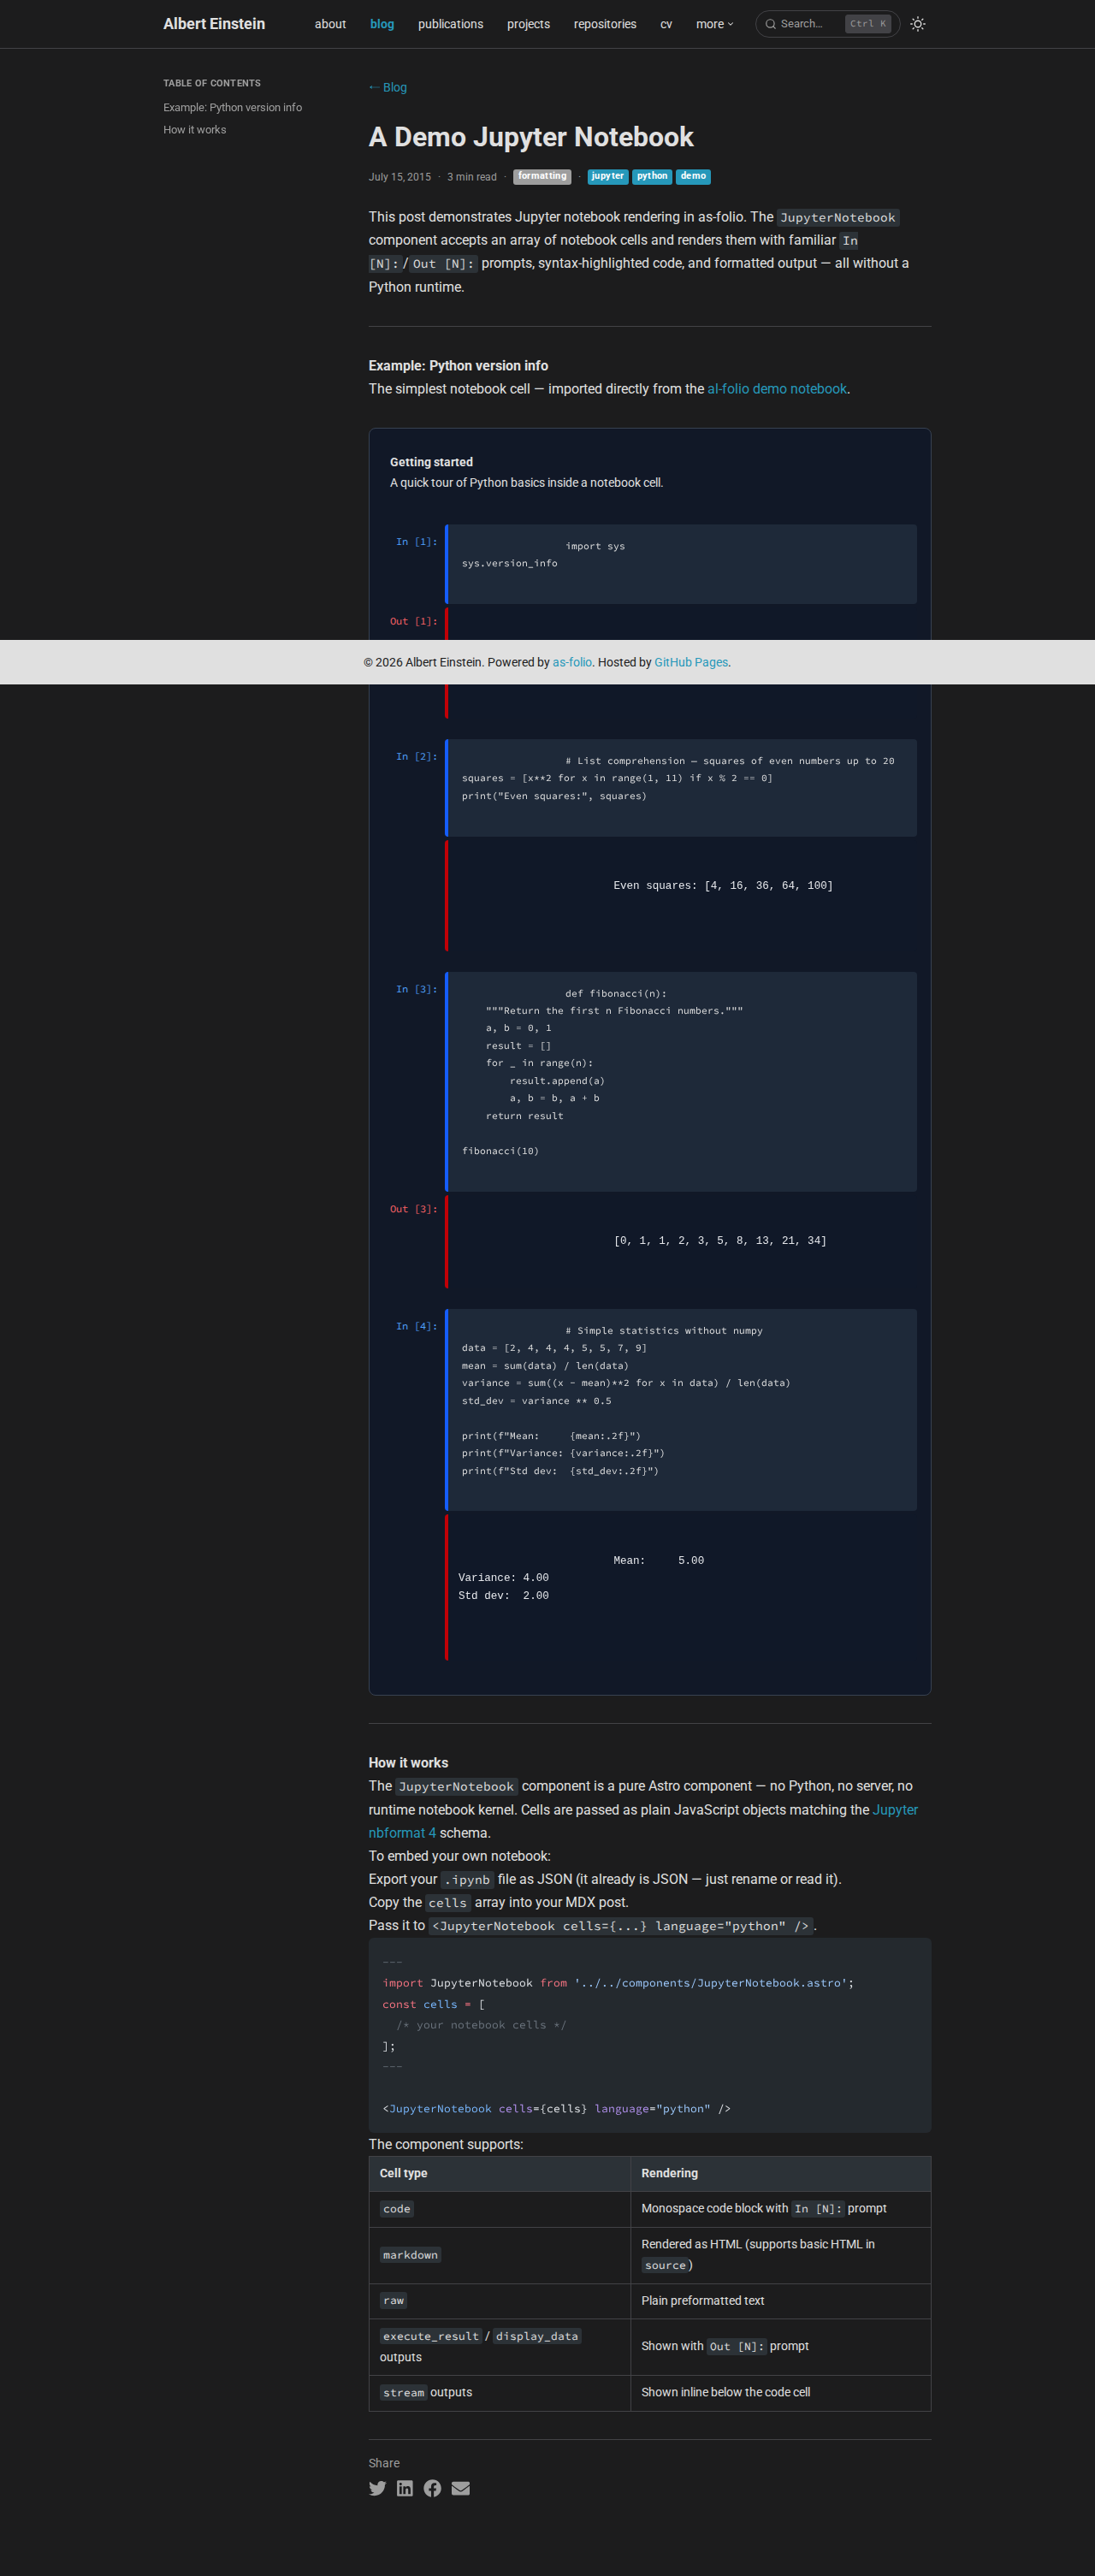 Albert Einstein
about
blog
publications
projects
repositories
cv
more
Search...
Ctrl K
TABLE OF CONTENTS
Example: Python version info
How it works
← Blog
A Demo Jupyter Notebook
July 15, 2015 · 3 min read · formatting · jupyter python demo
This post demonstrates Jupyter notebook rendering in as-folio. The JupyterNotebook
component accepts an array of notebook cells and renders them with familiar In
[N]: / Out [N]: prompts, syntax-highlighted code, and formatted output — all without a
Python runtime.
Example: Python version info
The simplest notebook cell — imported directly from the al-folio demo notebook.
Getting started
A quick tour of Python basics inside a notebook cell.
In [1]:
import sys
sys.version_info
Out [1]:
© 2026 Albert Einstein. Powered by as-folio. Hosted by GitHub Pages.
In [2]:
# List comprehension — squares of even numbers up to 20
squares = [x**2 for x in range(1, 11) if x % 2 == 0]
print("Even squares:", squares)
Even squares: [4, 16, 36, 64, 100]
In [3]:
def fibonacci(n):
"""Return the first n Fibonacci numbers."""
a, b = 0, 1
result = []
for _ in range(n):
result.append(a)
a, b = b, a + b
return result
fibonacci(10)
Out [3]:
[0, 1, 1, 2, 3, 5, 8, 13, 21, 34]
In [4]:
# Simple statistics without numpy
data = [2, 4, 4, 4, 5, 5, 7, 9]
mean = sum(data) / len(data)
variance = sum((x - mean)**2 for x in data) / len(data)
std_dev = variance ** 0.5
print(f"Mean:     {mean:.2f}")
print(f"Variance: {variance:.2f}")
print(f"Std dev:  {std_dev:.2f}")
Mean:     5.00
Variance: 4.00
Std dev:  2.00
How it works
The JupyterNotebook component is a pure Astro component — no Python, no server, no
runtime notebook kernel. Cells are passed as plain JavaScript objects matching the Jupyter
nbformat 4 schema.
To embed your own notebook:
Export your .ipynb file as JSON (it already is JSON — just rename or read it).
Copy the cells array into your MDX post.
Pass it to <JupyterNotebook cells={...} language="python" />.
---
import JupyterNotebook from '../../components/JupyterNotebook.astro';
const cells = [
/* your notebook cells */
];
---
<JupyterNotebook cells={cells} language="python" />
The component supports:
Cell type
Rendering
code
Monospace code block with In [N]: prompt
markdown
Rendered as HTML (supports basic HTML in
source)
raw
Plain preformatted text
execute_result / display_data
outputs
Shown with Out [N]: prompt
stream outputs
Shown inline below the code cell
Share